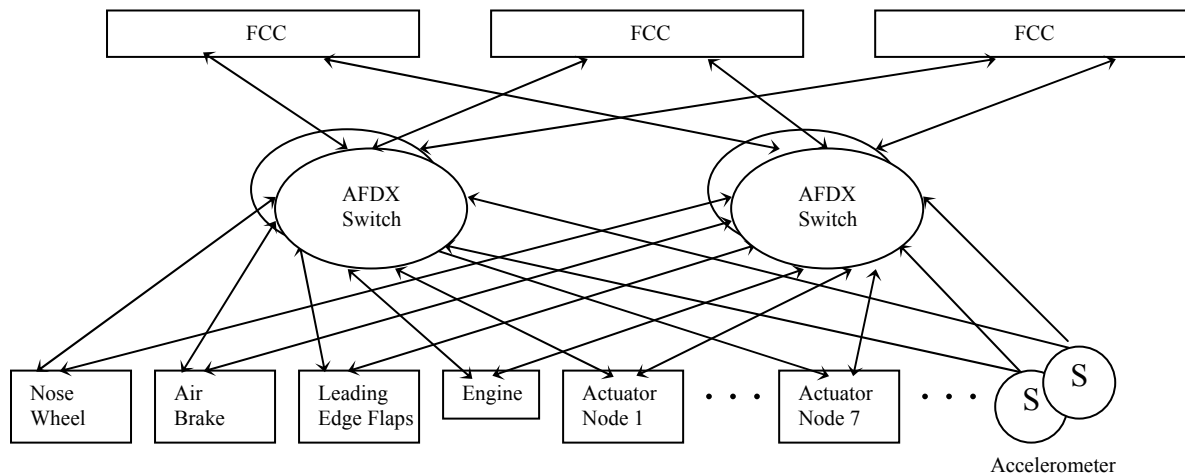 FCC
FCC
FCC
AFDX
Switch
AFDX
Switch
Nose
Wheel
Air
Brake
Leading
Edge Flaps
Engine
Actuator
Node 1
. . .
Actuator
Node 7
. . .
S
S
Accelerometer